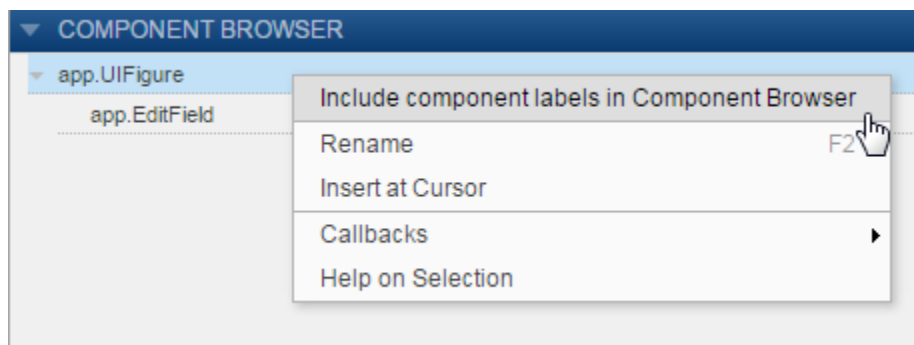 COMPONENT BROWSER
app.UIFigure
app.EditField
Include component labels in Component Browser
Rename F2
Insert at Cursor
Callbacks
Help on Selection